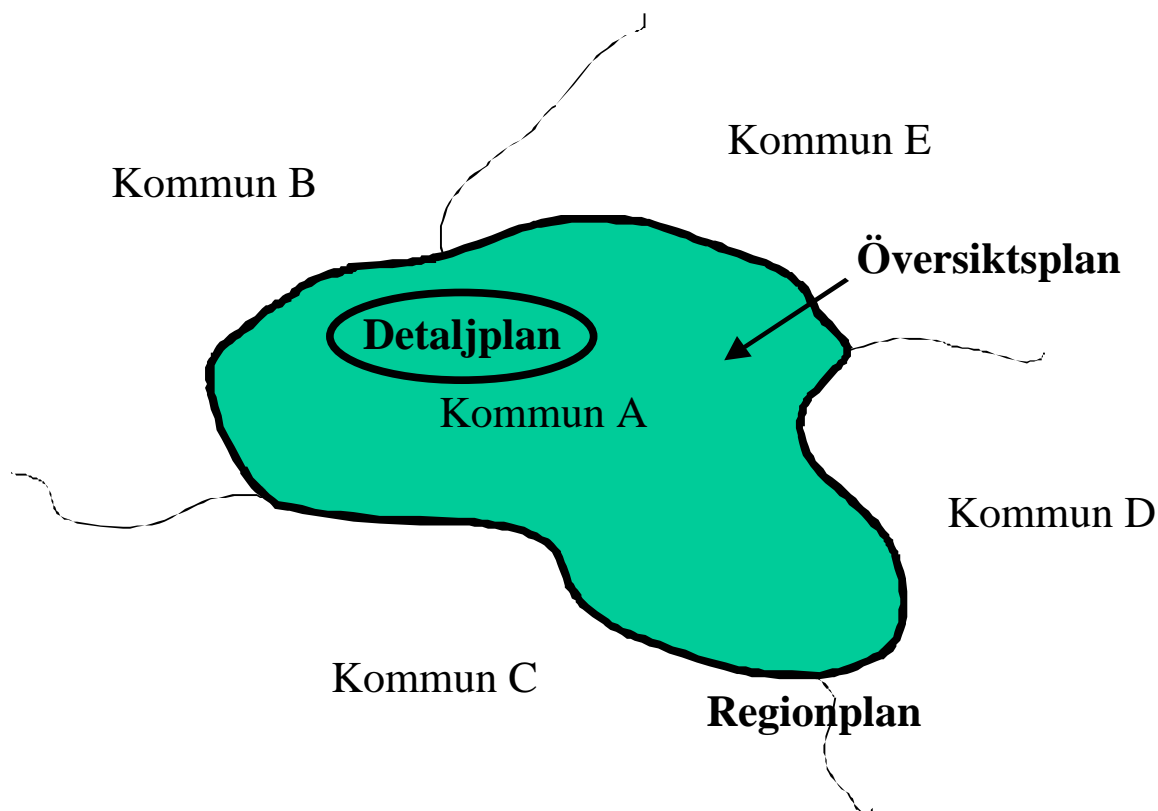 Kommun E
Kommun B
Översiktsplan
Detaljplan
Kommun A
Kommun D
Kommun C
Regionplan